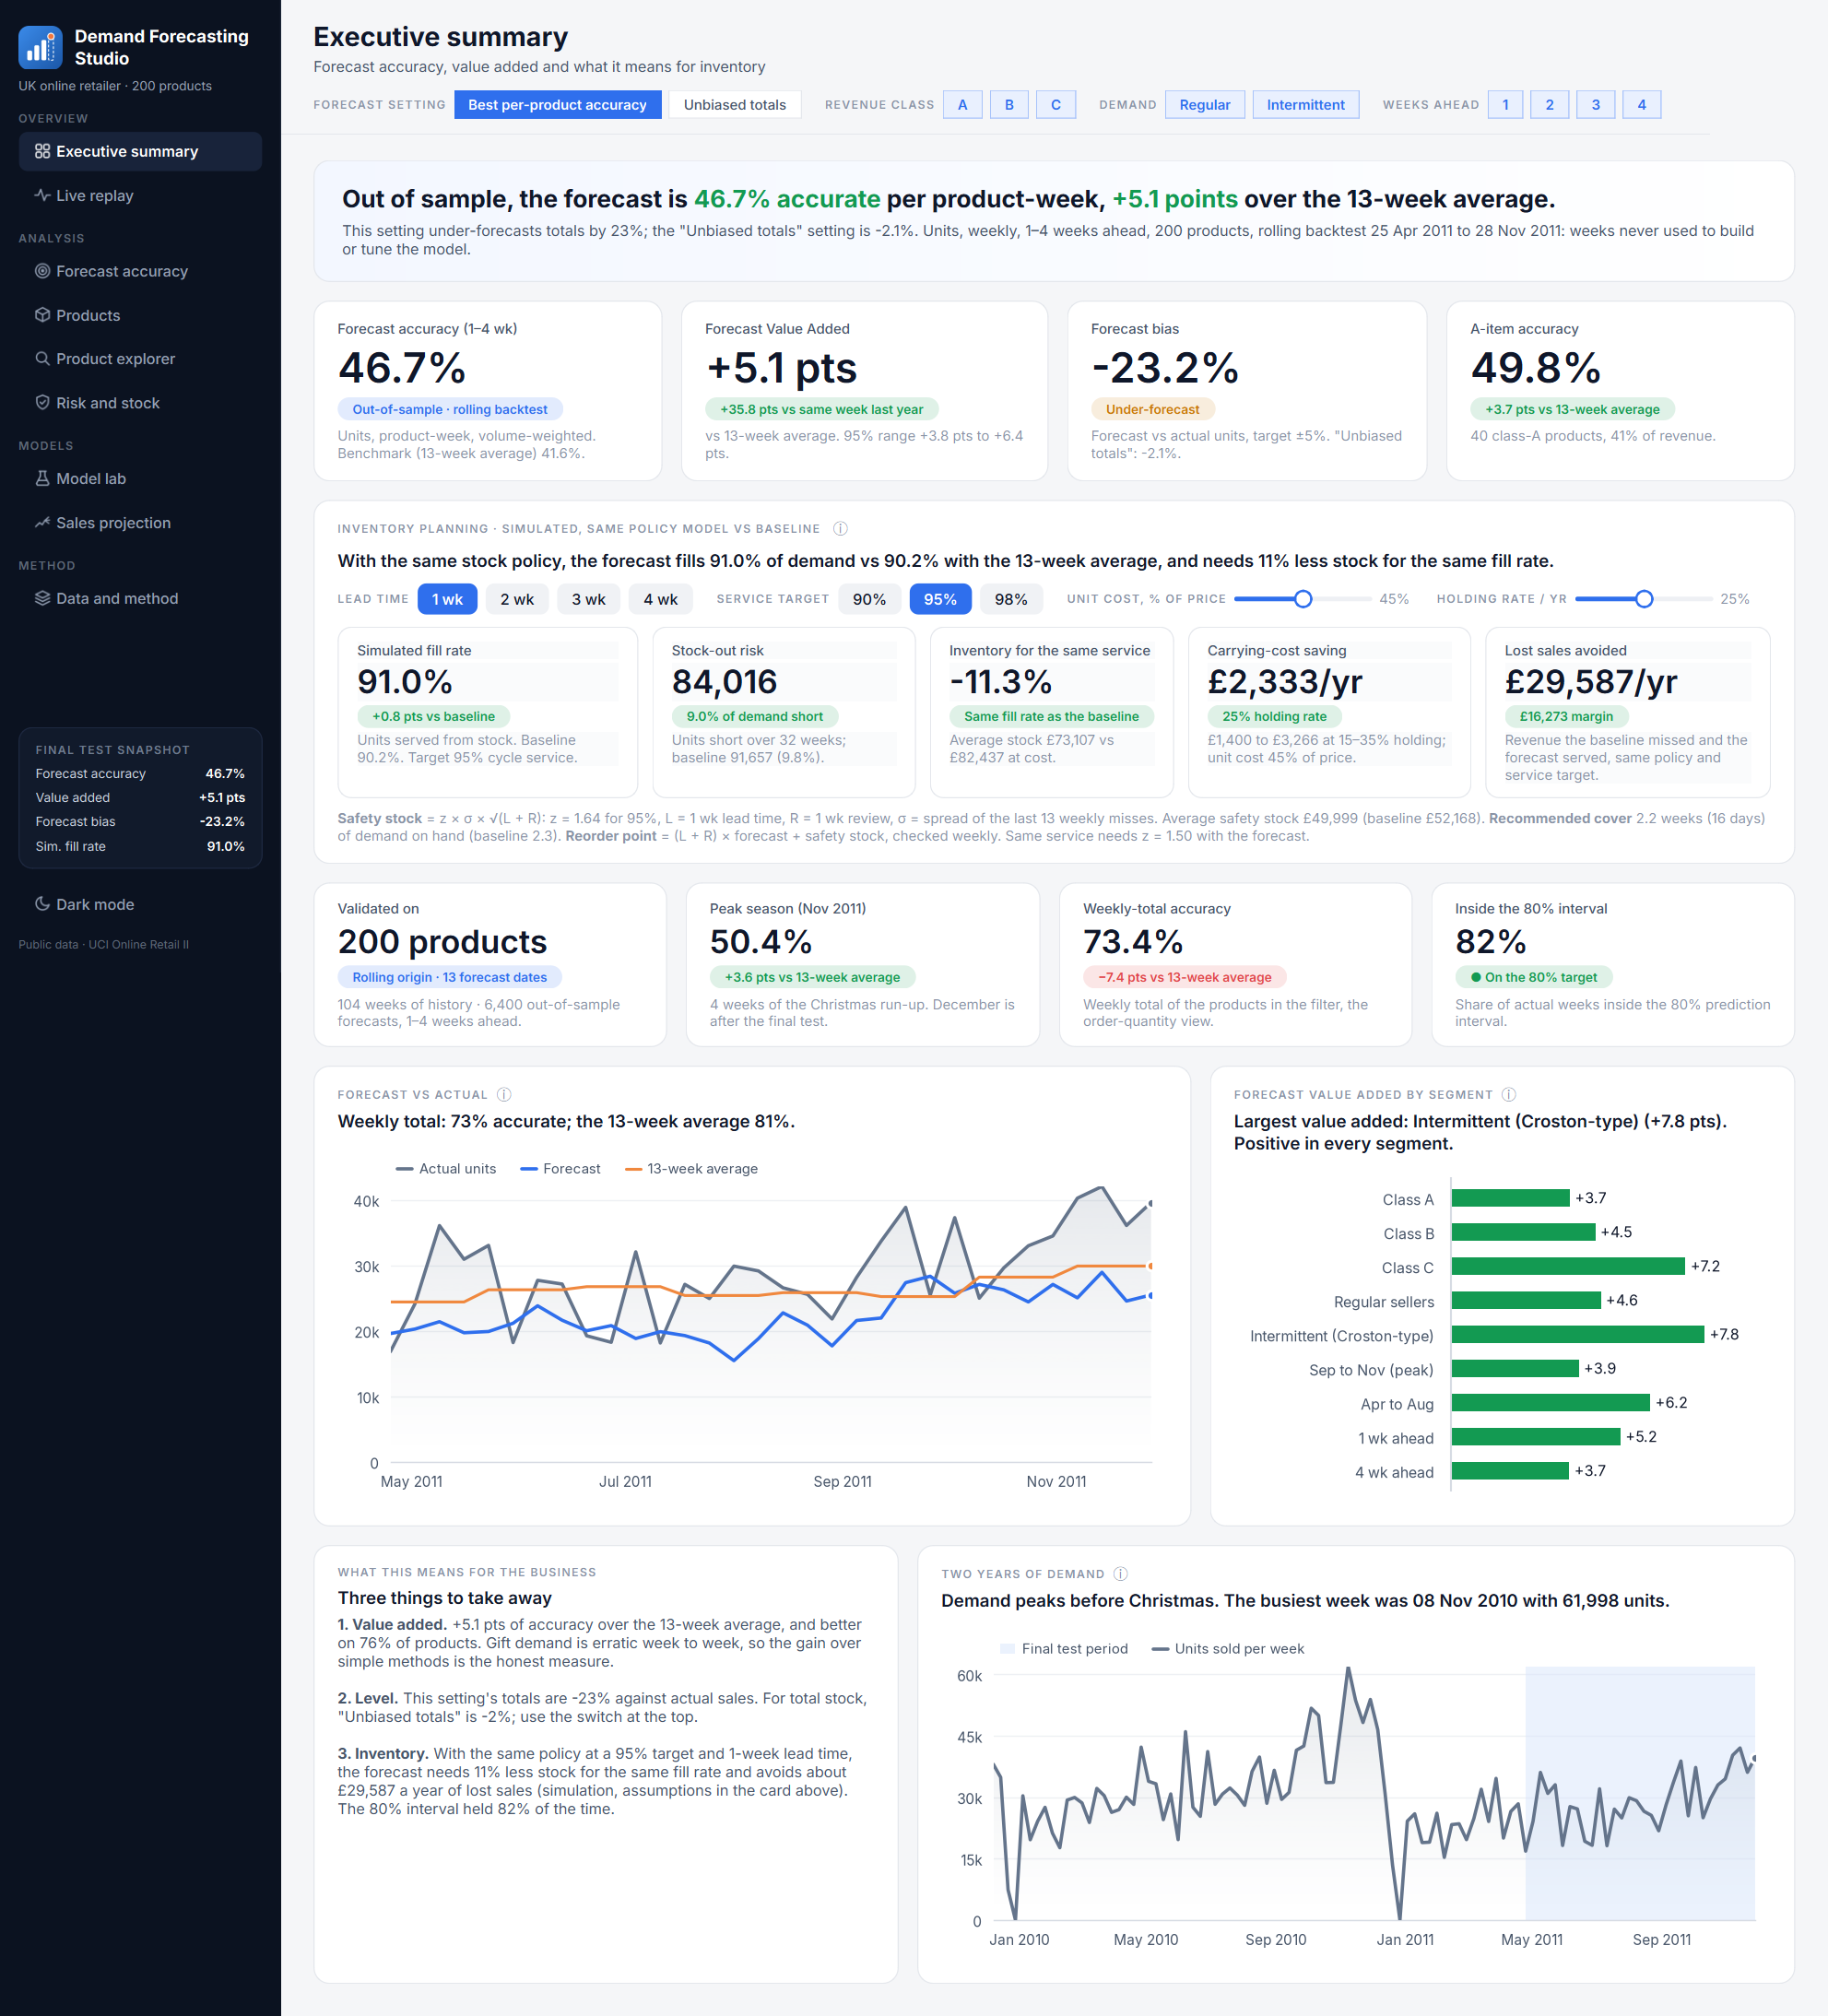 Demand Forecasting
Studio
UK online retailer · 200 products
OVERVIEW
Executive summary
Live replay
ANALYSIS
Forecast accuracy
Products
Product explorer
Risk and stock
MODELS
Model lab
Sales projection
METHOD
Data and method
FINAL TEST SNAPSHOT
Forecast accuracy 46.7%
Value added +5.1 pts
Forecast bias -23.2%
Sim. fill rate 91.0%
Dark mode
Public data · UCI Online Retail II
Executive summary
Forecast accuracy, value added and what it means for inventory
FORECAST SETTING Best per-product accuracy Unbiased totals REVENUE CLASS A B C DEMAND Regular Intermittent WEEKS AHEAD 1 2 3 4
Out of sample, the forecast is 46.7% accurate per product-week, +5.1 points over the 13-week average.
This setting under-forecasts totals by 23%; the "Unbiased totals" setting is -2.1%. Units, weekly, 1–4 weeks ahead, 200 products, rolling backtest 25 Apr 2011 to 28 Nov 2011: weeks never used to build
or tune the model.
Forecast accuracy (1–4 wk)
46.7%
Out-of-sample · rolling backtest
Units, product-week, volume-weighted.
Benchmark (13-week average) 41.6%.
Forecast Value Added
+5.1 pts
+35.8 pts vs same week last year
vs 13-week average. 95% range +3.8 pts to +6.4
pts.
Forecast bias
-23.2%
Under-forecast
Forecast vs actual units, target ±5%. "Unbiased
totals": -2.1%.
A-item accuracy
49.8%
+3.7 pts vs 13-week average
40 class-A products, 41% of revenue.
INVENTORY PLANNING · SIMULATED, SAME POLICY MODEL VS BASELINE ⓘ
With the same stock policy, the forecast fills 91.0% of demand vs 90.2% with the 13-week average, and needs 11% less stock for the same fill rate.
LEAD TIME 1 wk 2 wk 3 wk 4 wk SERVICE TARGET 90% 95% 98% UNIT COST, % OF PRICE 45% HOLDING RATE / YR 25%
Simulated fill rate
91.0%
+0.8 pts vs baseline
Units served from stock. Baseline
90.2%. Target 95% cycle service.
Stock-out risk
84,016
9.0% of demand short
Units short over 32 weeks;
baseline 91,657 (9.8%).
Inventory for the same service
-11.3%
Same fill rate as the baseline
Average stock £73,107 vs
£82,437 at cost.
Carrying-cost saving
£2,333/yr
25% holding rate
£1,400 to £3,266 at 15–35% holding;
unit cost 45% of price.
Lost sales avoided
£29,587/yr
£16,273 margin
Revenue the baseline missed and the
forecast served, same policy and
service target.
Safety stock = z × σ × √(L + R): z = 1.64 for 95%, L = 1 wk lead time, R = 1 wk review, σ = spread of the last 13 weekly misses. Average safety stock £49,999 (baseline £52,168). Recommended cover 2.2 weeks (16 days)
of demand on hand (baseline 2.3). Reorder point = (L + R) × forecast + safety stock, checked weekly. Same service needs z = 1.50 with the forecast.
Validated on
200 products
Rolling origin · 13 forecast dates
104 weeks of history · 6,400 out-of-sample
forecasts, 1–4 weeks ahead.
Peak season (Nov 2011)
50.4%
+3.6 pts vs 13-week average
4 weeks of the Christmas run-up. December is
after the final test.
Weekly-total accuracy
73.4%
−7.4 pts vs 13-week average
Weekly total of the products in the filter, the
order-quantity view.
Inside the 80% interval
82%
● On the 80% target
Share of actual weeks inside the 80% prediction
interval.
FORECAST VS ACTUAL ⓘ
Weekly total: 73% accurate; the 13-week average 81%.
Actual units Forecast 13-week average
40k
30k
20k
10k
0
May 2011 Jul 2011 Sep 2011 Nov 2011
FORECAST VALUE ADDED BY SEGMENT ⓘ
Largest value added: Intermittent (Croston-type) (+7.8 pts).
Positive in every segment.
Class A +3.7
Class B +4.5
Class C +7.2
Regular sellers +4.6
Intermittent (Croston-type) +7.8
Sep to Nov (peak) +3.9
Apr to Aug +6.2
1 wk ahead +5.2
4 wk ahead +3.7
WHAT THIS MEANS FOR THE BUSINESS
Three things to take away
1. Value added. +5.1 pts of accuracy over the 13-week average, and better
on 76% of products. Gift demand is erratic week to week, so the gain over
simple methods is the honest measure.
2. Level. This setting's totals are -23% against actual sales. For total stock,
"Unbiased totals" is -2%; use the switch at the top.
3. Inventory. With the same policy at a 95% target and 1-week lead time,
the forecast needs 11% less stock for the same fill rate and avoids about
£29,587 a year of lost sales (simulation, assumptions in the card above).
The 80% interval held 82% of the time.
TWO YEARS OF DEMAND ⓘ
Demand peaks before Christmas. The busiest week was 08 Nov 2010 with 61,998 units.
Final test period Units sold per week
60k
45k
30k
15k
0
Jan 2010 May 2010 Sep 2010 Jan 2011 May 2011 Sep 2011